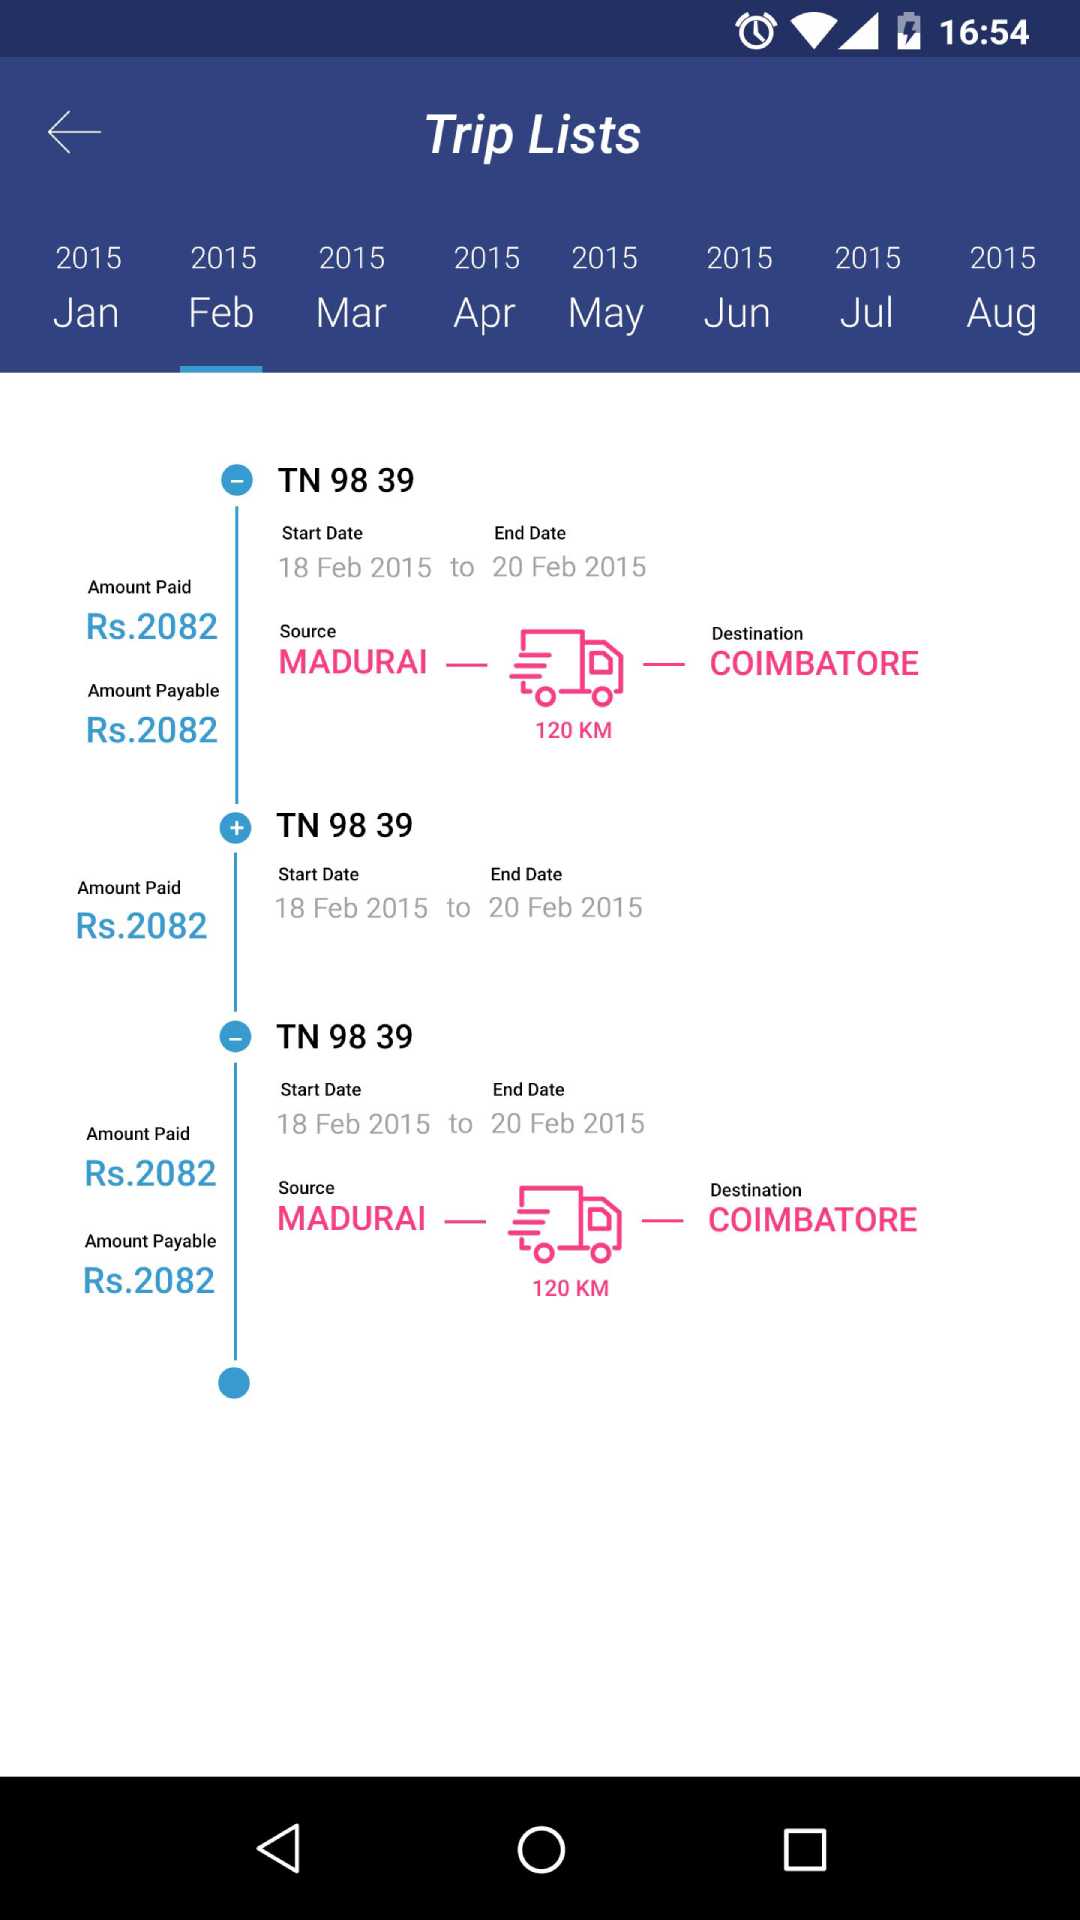 16:54
Trip Lists
2015 2015 2015 2015 2015 2015 2015 2015
Jan Feb Mar Apr May Jun Jul Aug
TN 98 39
Start Date End Date
18 Feb 2015 to 20 Feb 2015
Amount Paid
Rs.2082
Source Destination
MADURAI COIMBATORE
Amount Payable
Rs.2082
120 KM
TN 98 39
Start Date End Date
18 Feb 2015 to 20 Feb 2015
Amount Paid
Rs.2082
TN 98 39
Start Date End Date
18 Feb 2015 to 20 Feb 2015
Amount Paid
Rs.2082
Source Destination
MADURAI COIMBATORE
Amount Payable
Rs.2082
120 KM